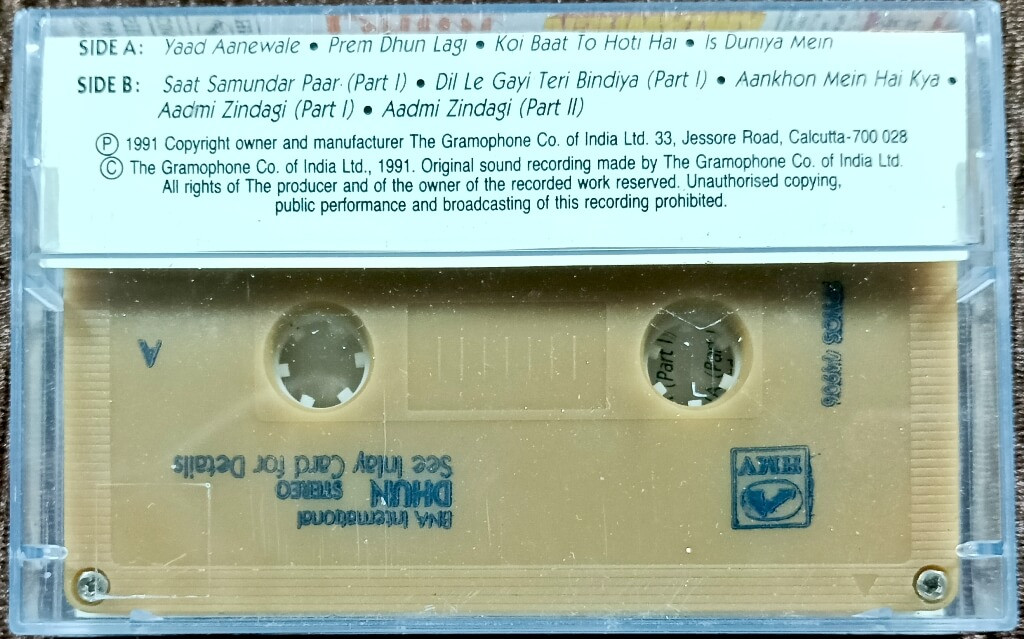 SIDE A: Yaad Aanewale • Prem Dhun Lagi • Koi Baat To Hoti Hai • Is Duniya Mein
SIDE B: Saat Samundar Paar (Part I) • Dil Le Gayi Teri Bindiya (Part I) • Aankhon Mein Hai Kya •
Aadmi Zindagi (Part I) • Aadmi Zindagi (Part II)
Ⓟ 1991 Copyright owner and manufacturer The Gramophone Co. of India Ltd. 33, Jessore Road, Calcutta-700 028
Ⓒ The Gramophone Co. of India Ltd., 1991. Original sound recording made by The Gramophone Co. of India Ltd.
All rights of The producer and of the owner of the recorded work reserved. Unauthorised copying,
public performance and broadcasting of this recording prohibited.
A
(Part I)
(Part I
BNA International
DHUN STEREO
See Inlay Card for Details
HMV